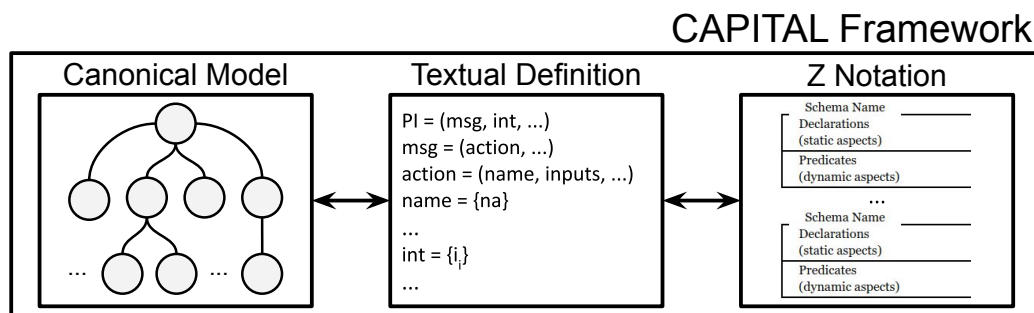 CAPITAL Framework
Canonical Model
...
...
Textual Definition
PI = (msg, int, ...)
msg = (action, ...)
action = (name, inputs, ...)
name = {na}
...
int = {iᵢ}
...
Z Notation
Schema Name
Declarations
(static aspects)
Predicates
(dynamic aspects)
...
Schema Name
Declarations
(static aspects)
Predicates
(dynamic aspects)